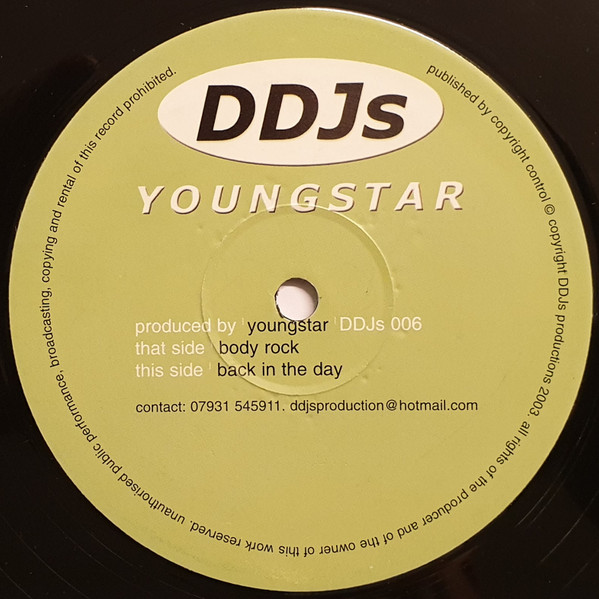 DDJs
YOUNGSTAR
produced by youngstar DDJs 006
that side body rock
this side back in the day
contact: 07931 545911. ddjsproduction@hotmail.com
published by copyright control © copyright DDJs productions 2003. all rights of the producer and of the owner of this work reserved. unauthorised public performance, broadcasting, copying and rental of this record prohibited.